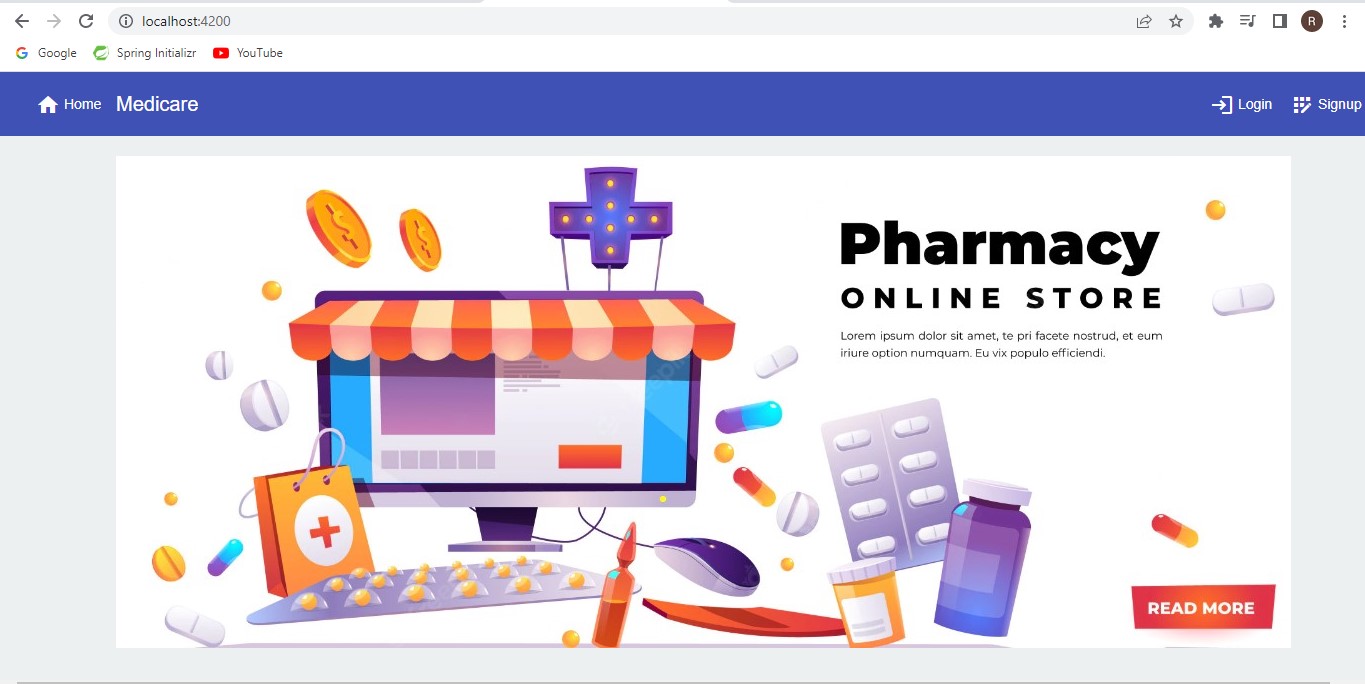 localhost:4200
R
Google Spring Initializr YouTube
Home Medicare Login Signup
Pharmacy
ONLINE STORE
Lorem ipsum dolor sit amet, te pri facete nostrud, et eum
iriure option numquam. Eu vix populo efficiendi.
READ MORE